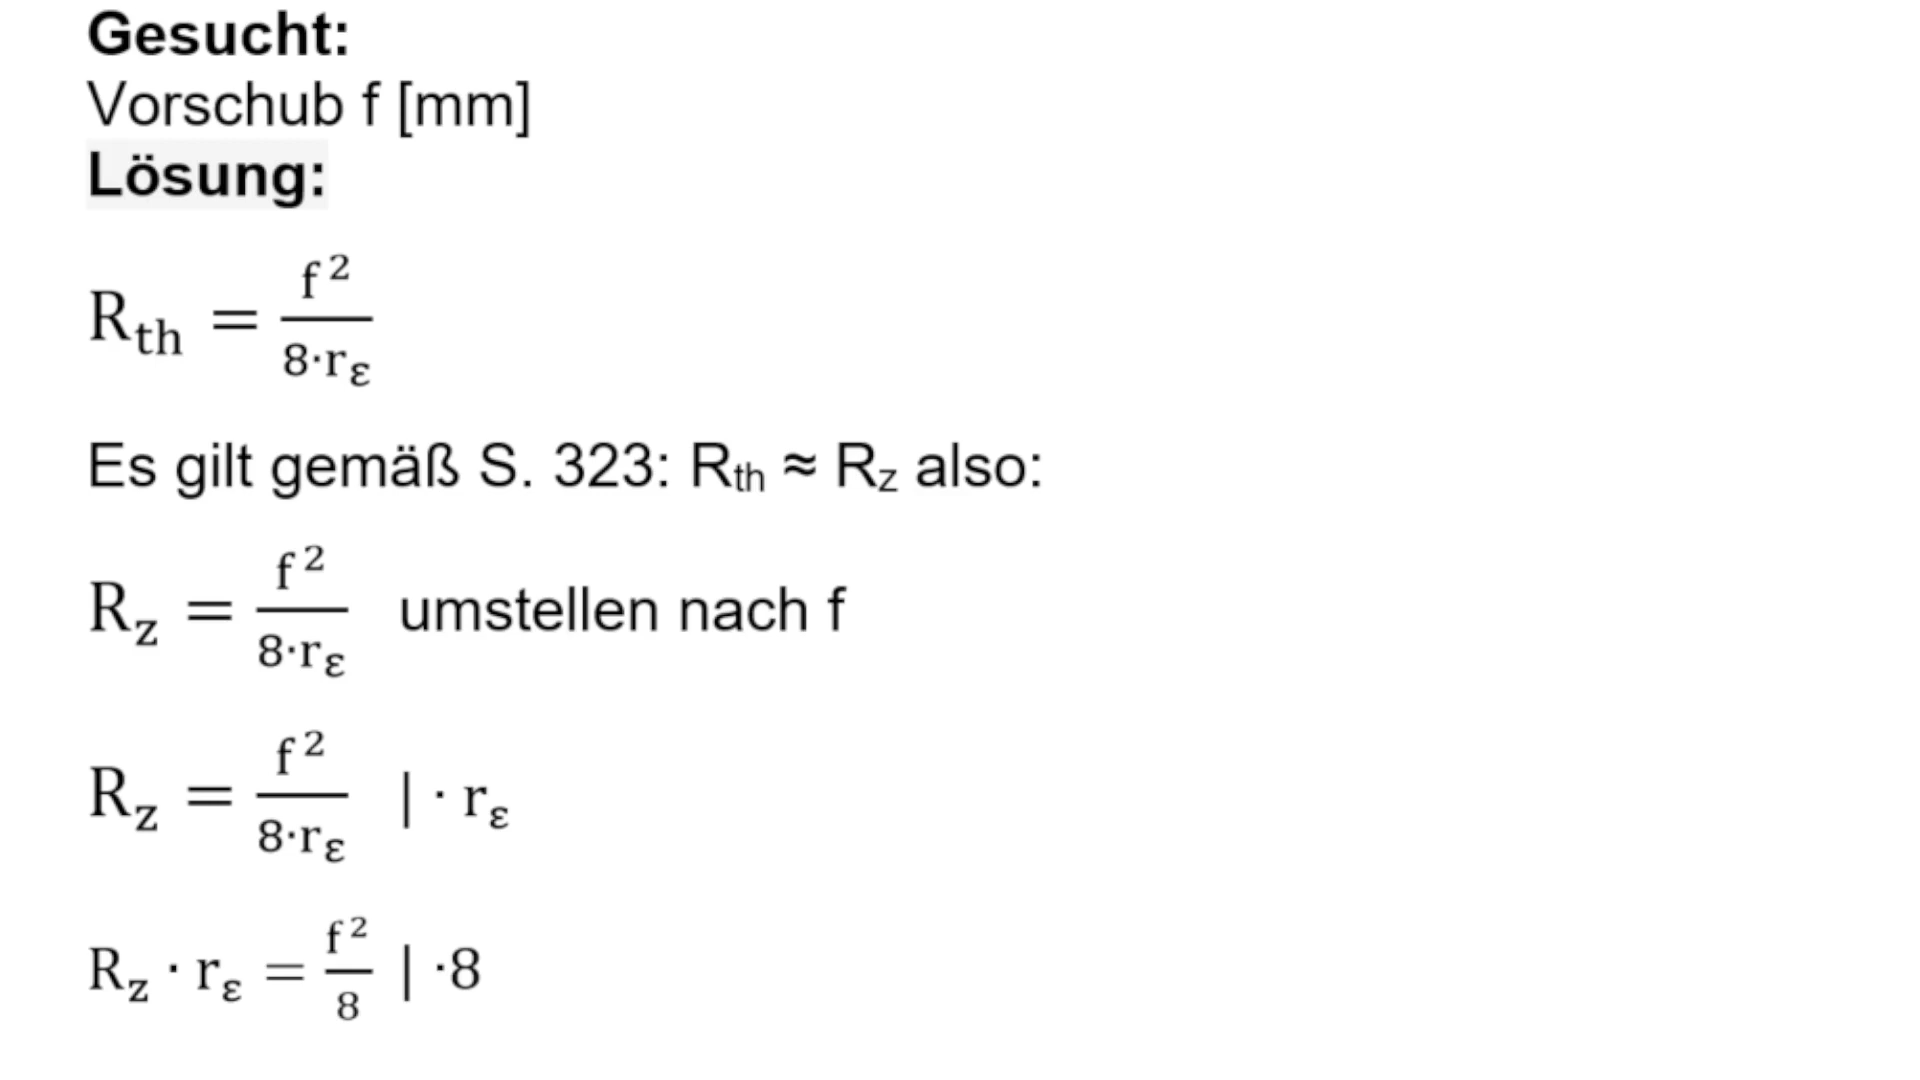 Gesucht:
Vorschub f [mm]
Lösung:
R_th = f²/(8·r_ε)
Es gilt gemäß S. 323: R_th ≈ R_z also:
R_z = f²/(8·r_ε) umstellen nach f
R_z = f²/(8·r_ε) | · r_ε
R_z · r_ε = f²/8 | ·8